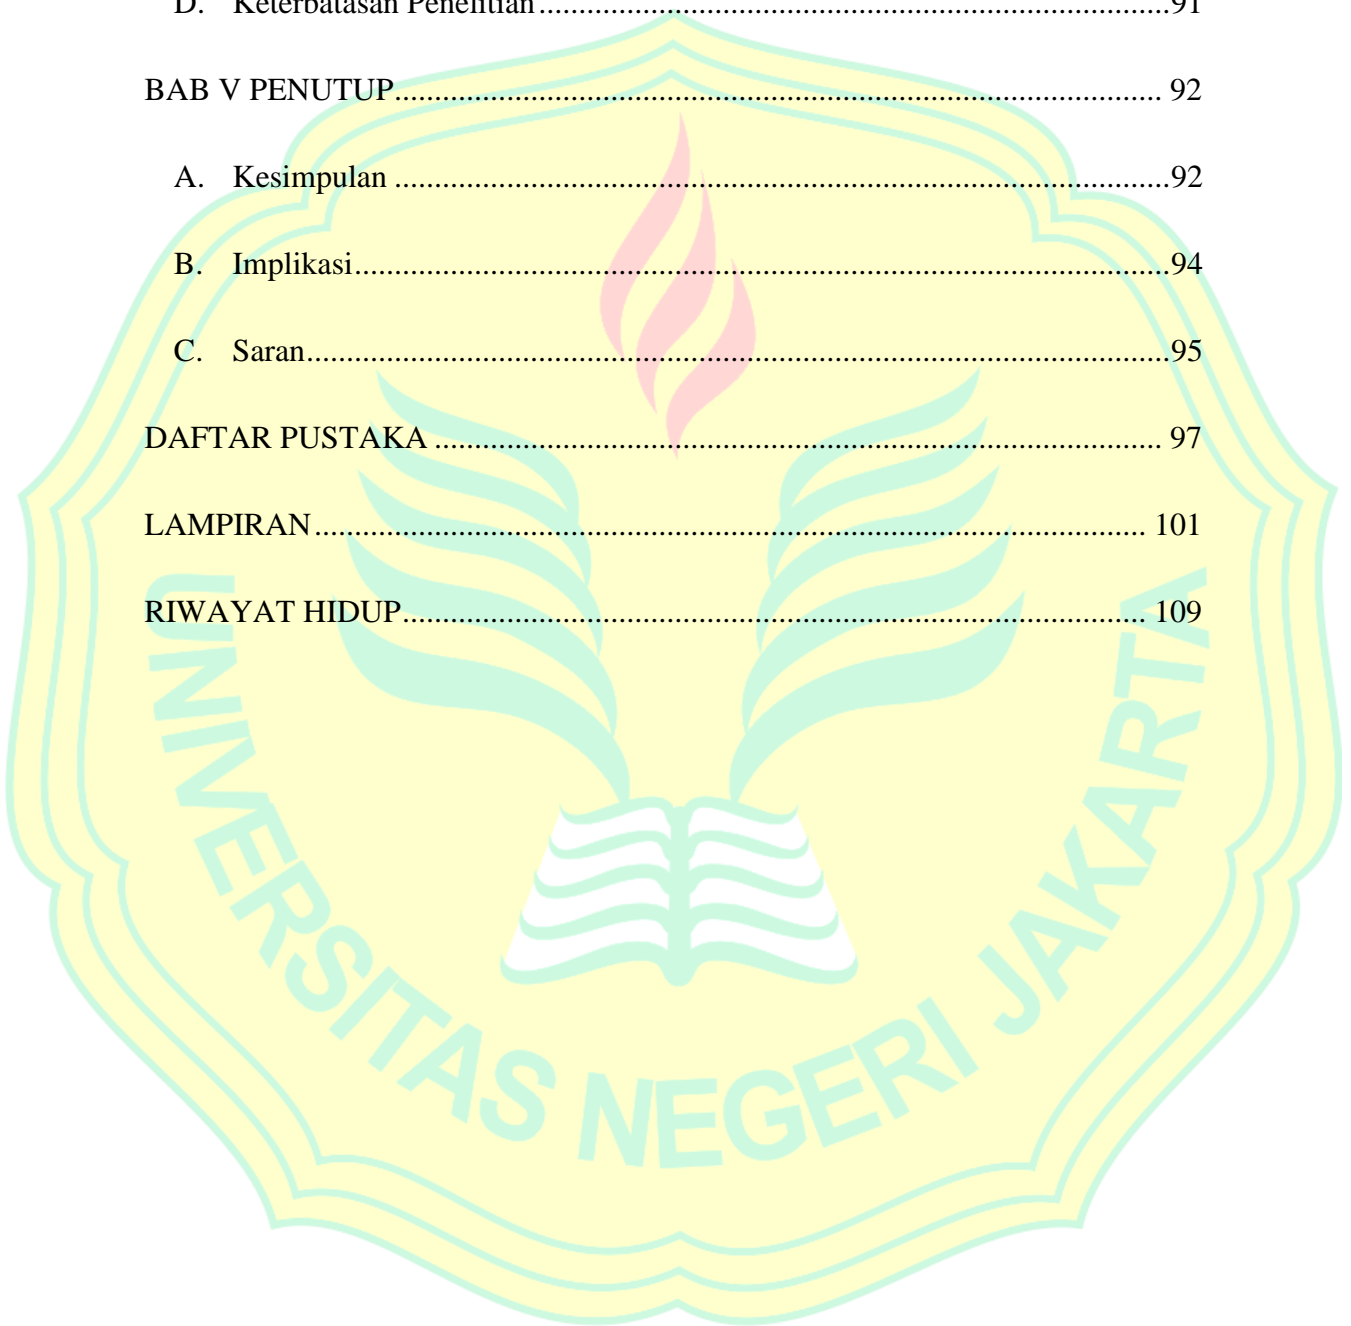 D. Keterbatasan Penelitian....................................................................................91
BAB V PENUTUP.................................................................................................. 92
A. Kesimpulan ....................................................................................................92
B. Implikasi.........................................................................................................94
C. Saran...............................................................................................................95
DAFTAR PUSTAKA ............................................................................................. 97
LAMPIRAN .......................................................................................................... 101
RIWAYAT HIDUP................................................................................................ 109
UNIVERSITAS NEGERI JAKARTA